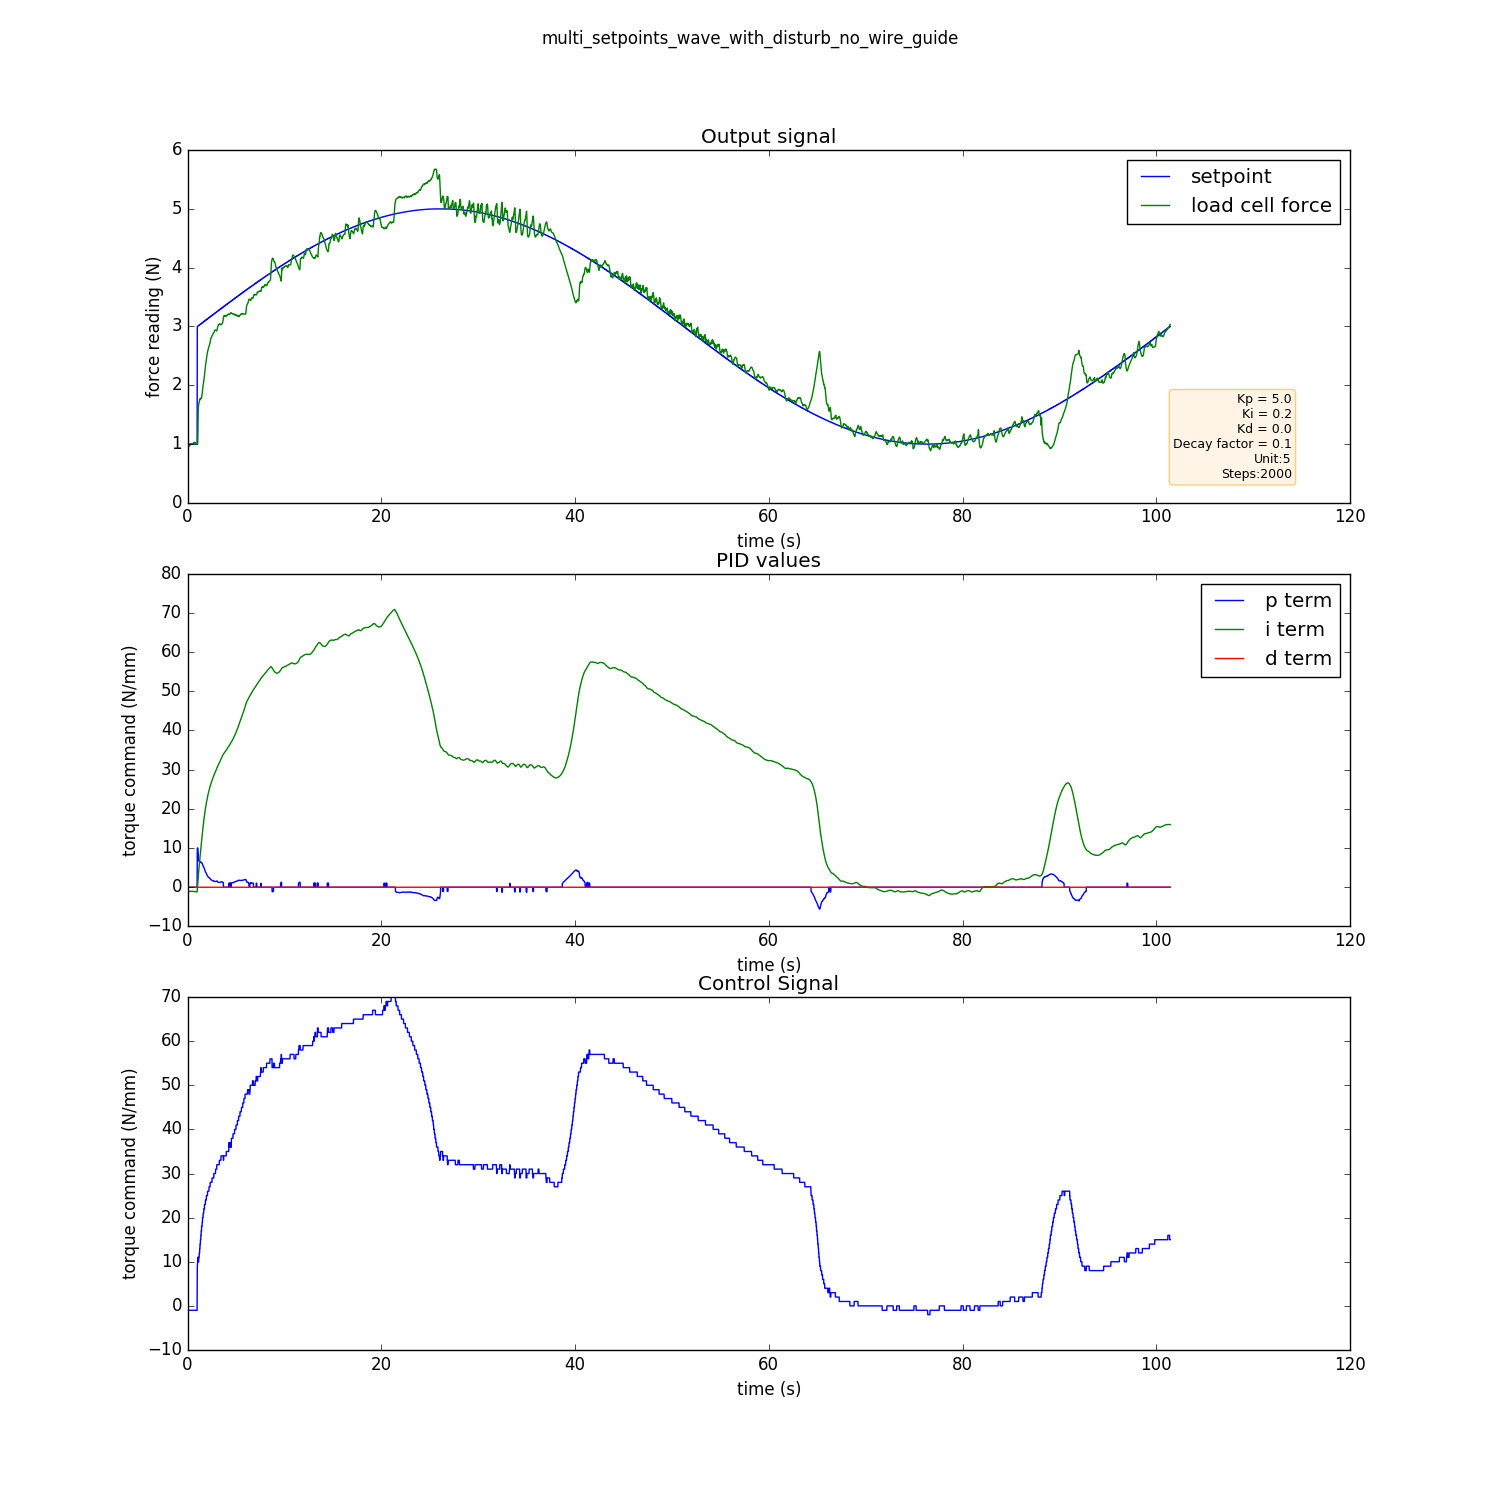 multi_setpoints_wave_with_disturb_no_wire_guide
Output signal
6
5
4
3
2
1
0
force reading (N)
setpoint
load cell force
Kp = 5.0
Ki = 0.2
Kd = 0.0
Decay factor = 0.1
Unit:5
Steps:2000
0 20 40 60 80 100 120
time (s)
PID values
80
70
60
50
40
30
20
10
0
−10
torque command (N/mm)
p term
i term
d term
0 20 40 60 80 100 120
time (s)
Control Signal
70
60
50
40
30
20
10
0
−10
torque command (N/mm)
0 20 40 60 80 100 120
time (s)